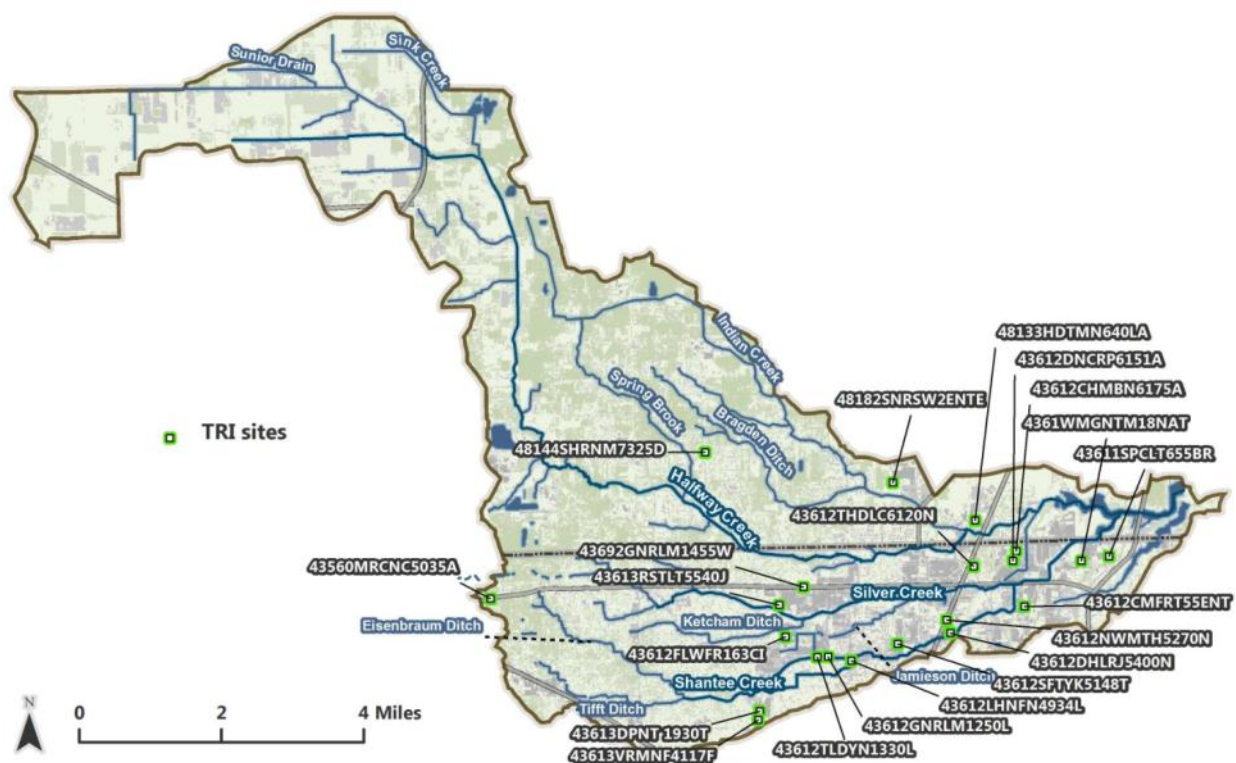 Sunior Drain
Sink Creek
Indian Creek
48133HDTMN640LA
43612DNCRP6151A
43612CHMBN6175A
4361WMGNTM18NAT
43611SPCLT655BR
Spring Brook
Bragden Ditch
48182SNRSW2ENTE
TRI sites
48144SHRNM7325D
Halfway Creek
43612THDLC6120N
43692GNRLM1455W
43560MRCNC5035A
43613RSTLT5540J
Silver Creek
43612CMFRT55ENT
Eisenbraum Ditch
Ketcham Ditch
43612NWMTH5270N
43612FLWFR163CI
43612DHLRJ5400N
Shantee Creek
Jamieson Ditch
43612SFTYK5148T
Tifft Ditch
43612LHNFN4934L
N
0 2 4 Miles
43613DPNT 1930T
43612GNRLM1250L
43613VRMNF4117F
43612TLDYN1330L